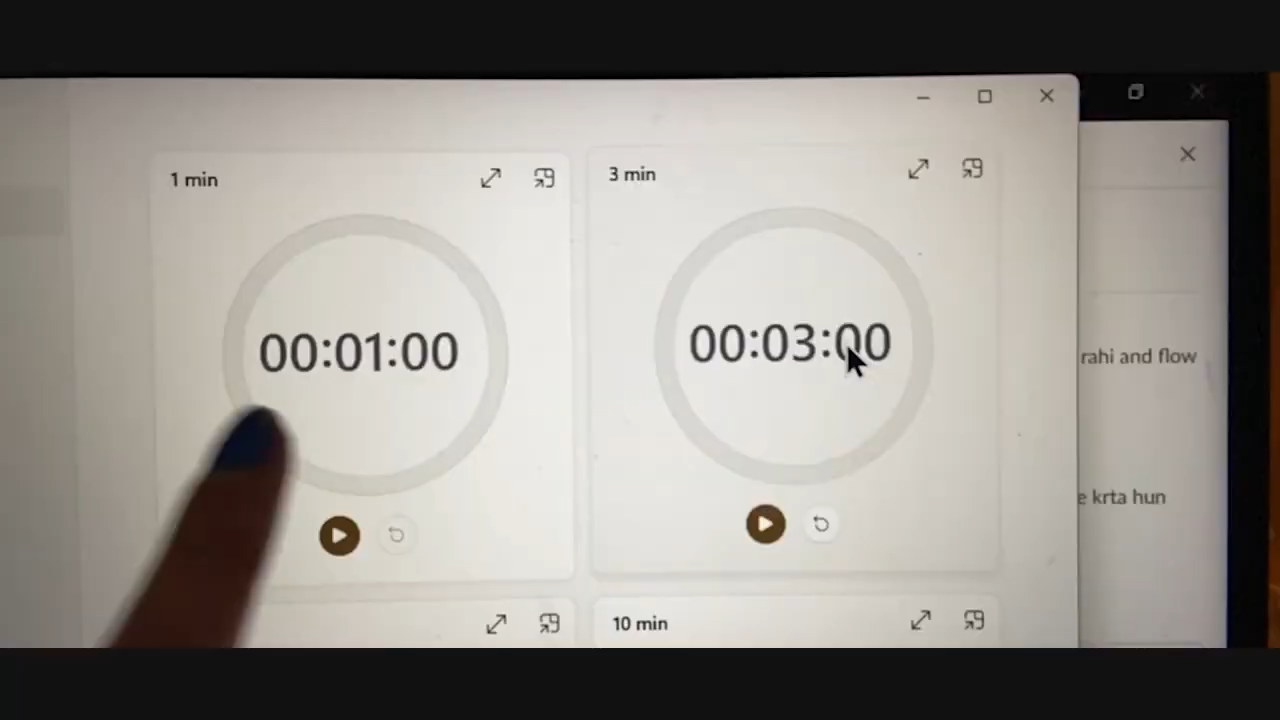 1 min
3 min
00:01:00
00:03:00
rahi and flow
e krta hun
10 min